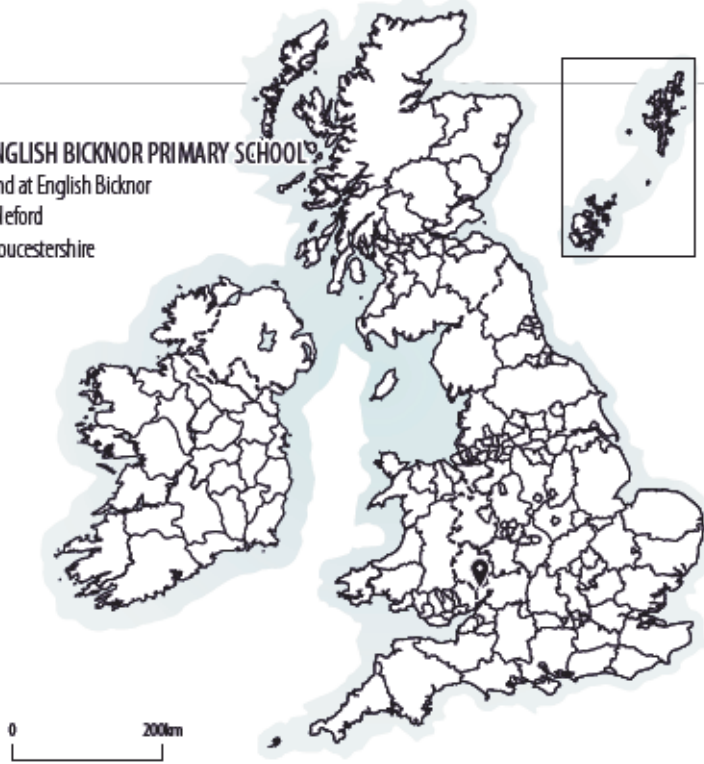 NGLISH BICKNOR PRIMARY SCHOOL
nd at English Bicknor
leford
oucestershire
0 200km